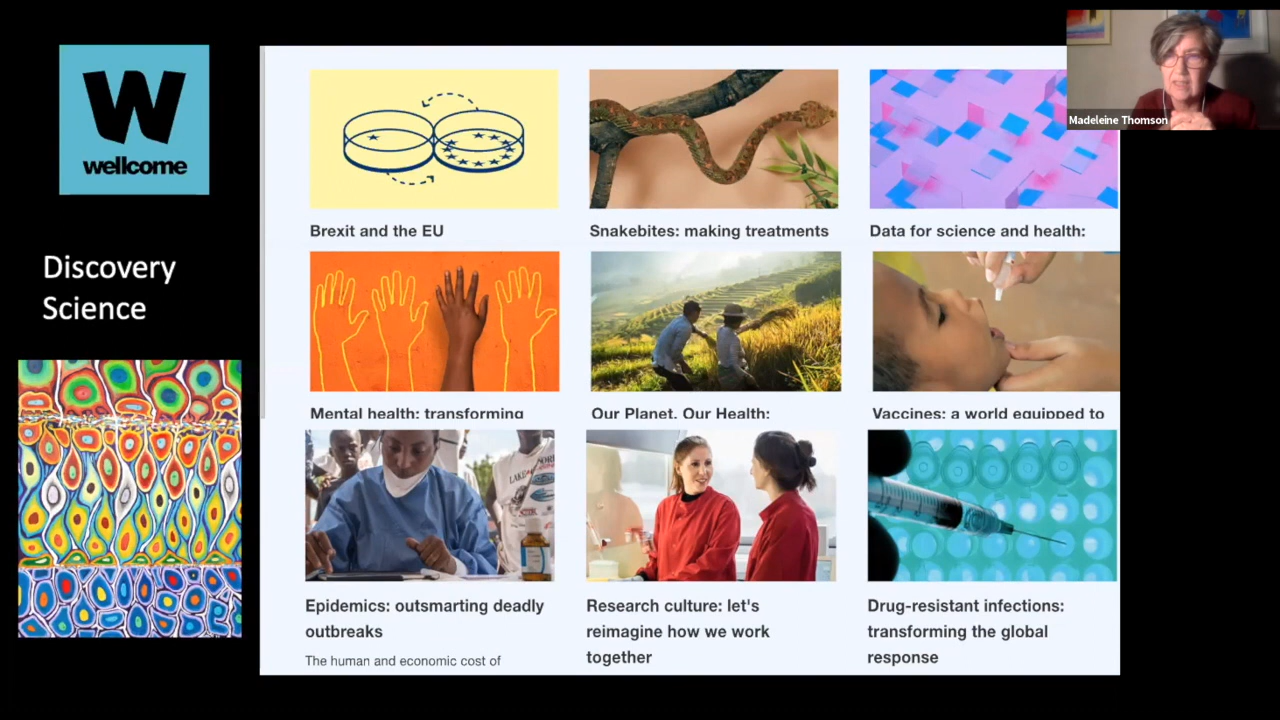 W
wellcome
Discovery
Science
Madeleine Thomson
Brexit and the EU
Snakebites: making treatments
Data for science and health:
Mental health: transforming
Our Planet, Our Health:
Vaccines: a world equipped to
Epidemics: outsmarting deadly
outbreaks
The human and economic cost of
Research culture: let's
reimagine how we work
together
Drug-resistant infections:
transforming the global
response